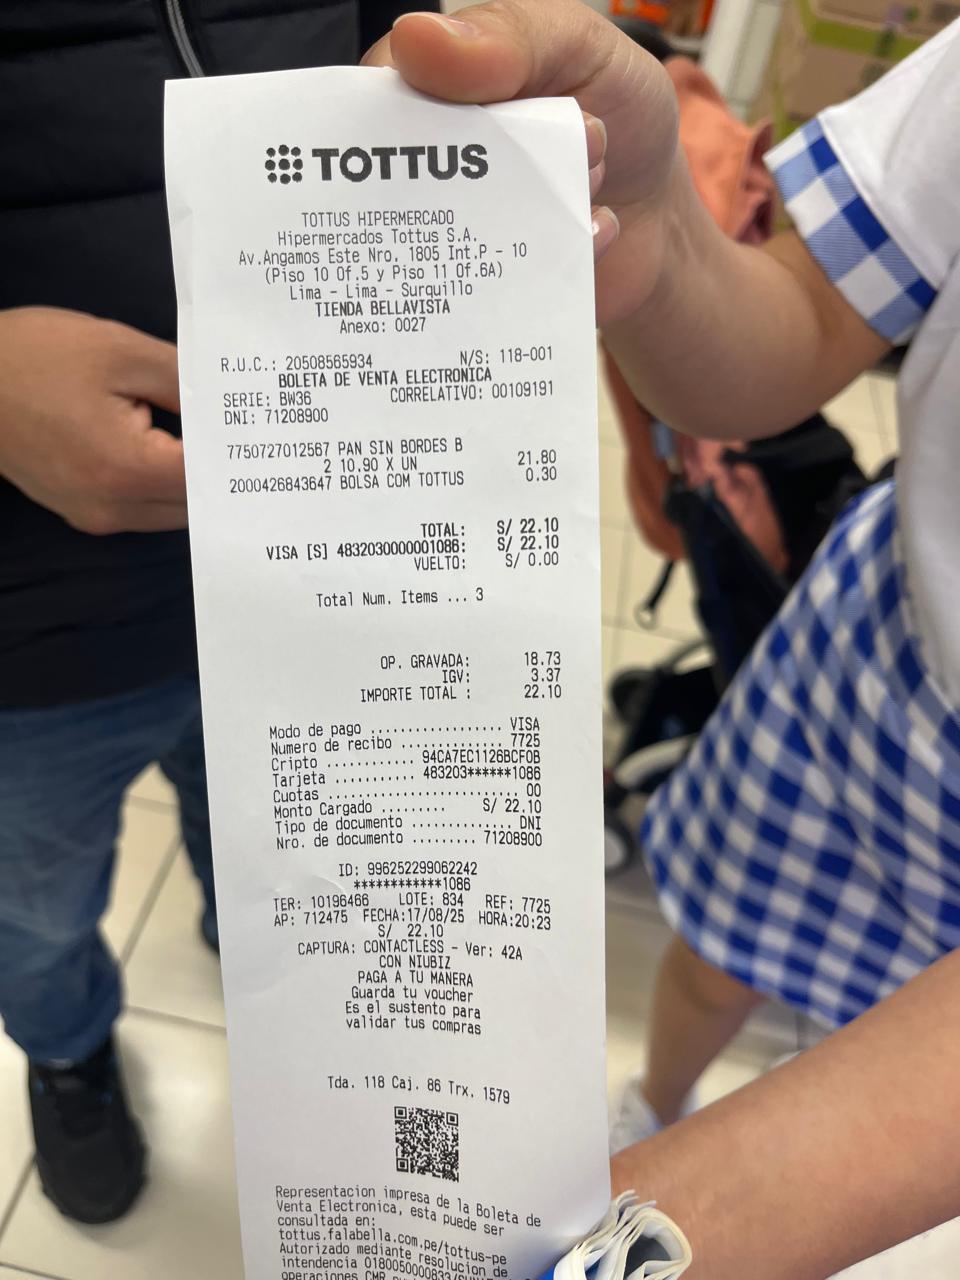 TOTTUS
TOTTUS HIPERMERCADO
Hipermercados Tottus S.A.
Av.Angamos Este Nro. 1805 Int.P - 10
(Piso 10 Of.5 y Piso 11 Of.6A)
Lima - Lima - Surquillo
TIENDA BELLAVISTA
Anexo: 0027
R.U.C.: 20508565934 N/S: 118-001
BOLETA DE VENTA ELECTRONICA
SERIE: BW36 CORRELATIVO: 00109191
DNI: 71208900
7750727012567 PAN SIN BORDES B
2 10.90 X UN 21.80
2000426843647 BOLSA COM TOTTUS 0.30
TOTAL: S/ 22.10
VISA [S] 4832030000001086: S/ 22.10
VUELTO: S/ 0.00
Total Num. Items ... 3
OP. GRAVADA: 18.73
IGV: 3.37
IMPORTE TOTAL : 22.10
Modo de pago ................. VISA
Numero de recibo ............. 7725
Cripto ........... 94CA7EC1126BCF0B
Tarjeta .......... 483203******1086
Cuotas ......................... 00
Monto Cargado ......... S/ 22.10
Tipo de documento ............. DNI
Nro. de documento ......... 71208900
ID: 996252299062242
************1086
TER: 10196466 LOTE: 834 REF: 7725
AP: 712475 FECHA:17/08/25 HORA:20:23
S/ 22.10
CAPTURA: CONTACTLESS - Ver: 42A
CON NIUBIZ
PAGA A TU MANERA
Guarda tu voucher
Es el sustento para
validar tus compras
Tda. 118 Caj. 86 Trx. 1579
Representacion impresa de la Boleta de
Venta Electronica, esta puede ser
consultada en:
tottus.falabella.com.pe/tottus-pe
Autorizado mediante resolucion de
intendencia
operaciones CMR